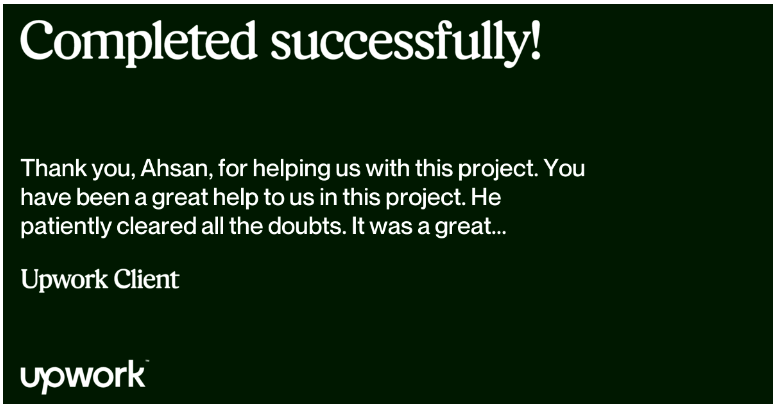 Completed successfully!
Thank you, Ahsan, for helping us with this project. You
have been a great help to us in this project. He
patiently cleared all the doubts. It was a great...
Upwork Client
upwork™